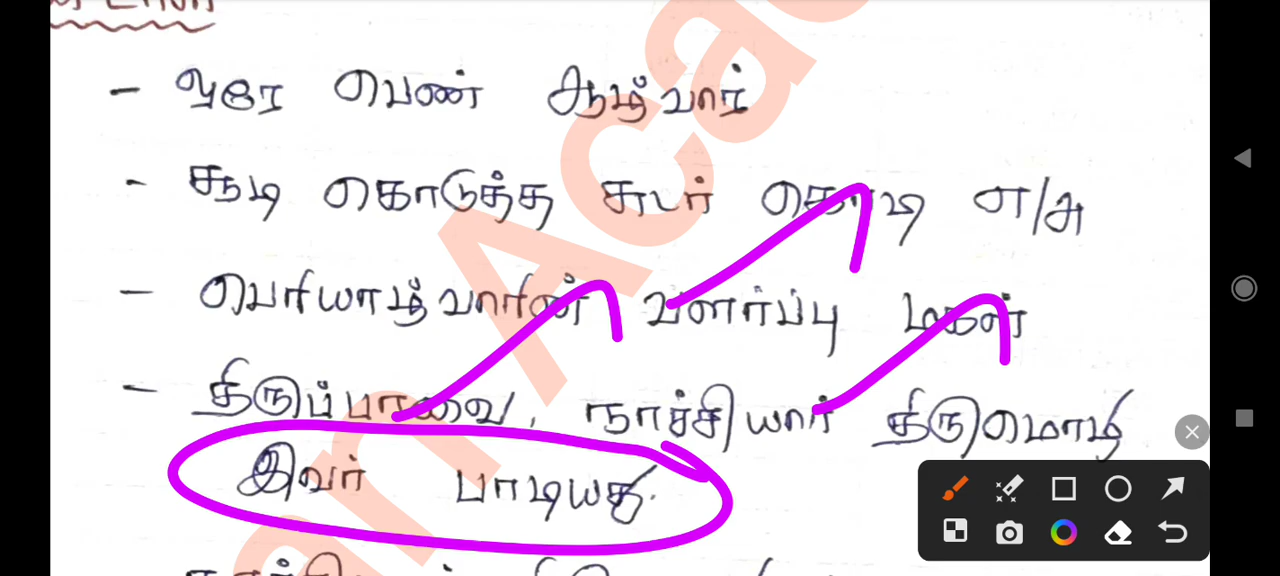 - ஒரே பெண் ஆழ்வார்
- சூடி கொடுத்த சுடர் கொடி எ/அ
- பெரியாழ்வாரின் வளர்ப்பு மகள்
- திருப்பாவை, நாச்சியார் திருமொழி
இவர் பாடியது.